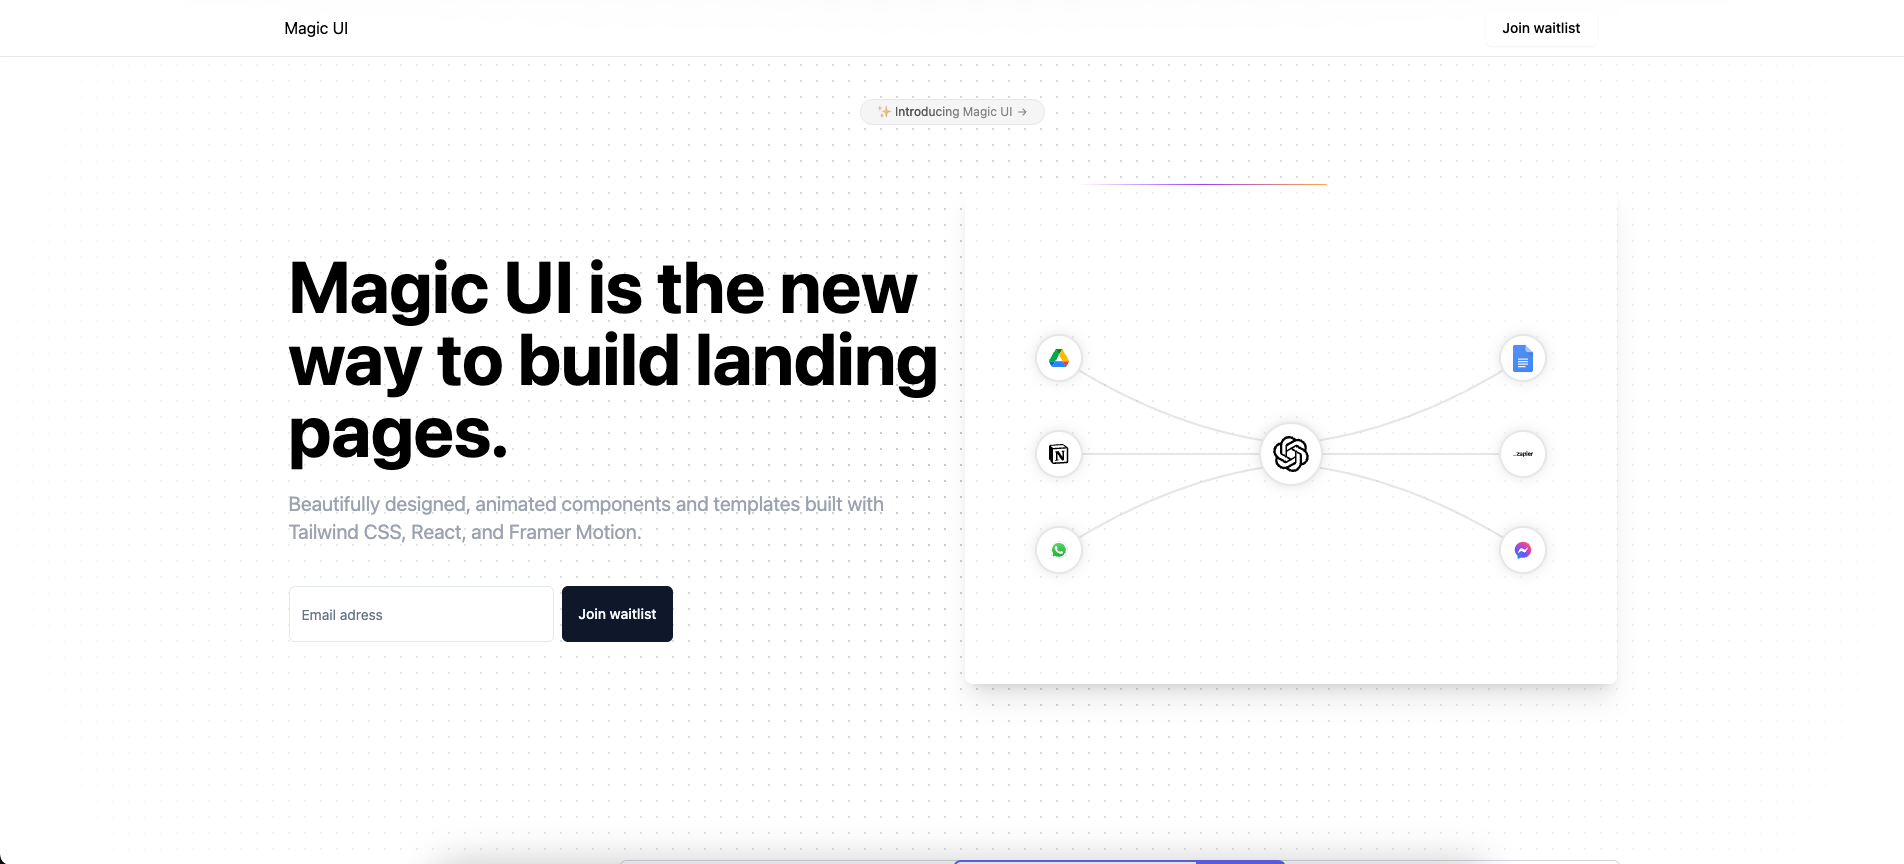 Magic UI
Join waitlist
✨ Introducing Magic UI →
Magic UI is the new
way to build landing
pages.
Beautifully designed, animated components and templates built with
Tailwind CSS, React, and Framer Motion.
Email adress
Join waitlist
N
zapier